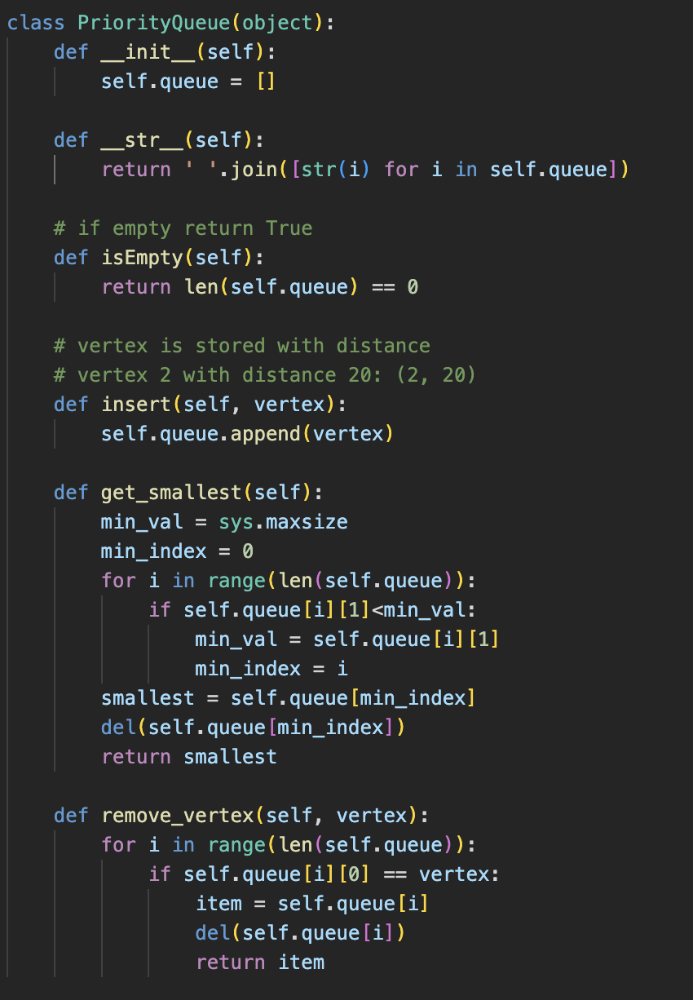 class PriorityQueue(object):
    def __init__(self):
        self.queue = []

    def __str__(self):
        return ' '.join([str(i) for i in self.queue])

    # if empty return True
    def isEmpty(self):
        return len(self.queue) == 0

    # vertex is stored with distance
    # vertex 2 with distance 20: (2, 20)
    def insert(self, vertex):
        self.queue.append(vertex)

    def get_smallest(self):
        min_val = sys.maxsize
        min_index = 0
        for i in range(len(self.queue)):
            if self.queue[i][1]<min_val:
                min_val = self.queue[i][1]
                min_index = i
        smallest = self.queue[min_index]
        del(self.queue[min_index])
        return smallest

    def remove_vertex(self, vertex):
        for i in range(len(self.queue)):
            if self.queue[i][0] == vertex:
                item = self.queue[i]
                del(self.queue[i])
                return item